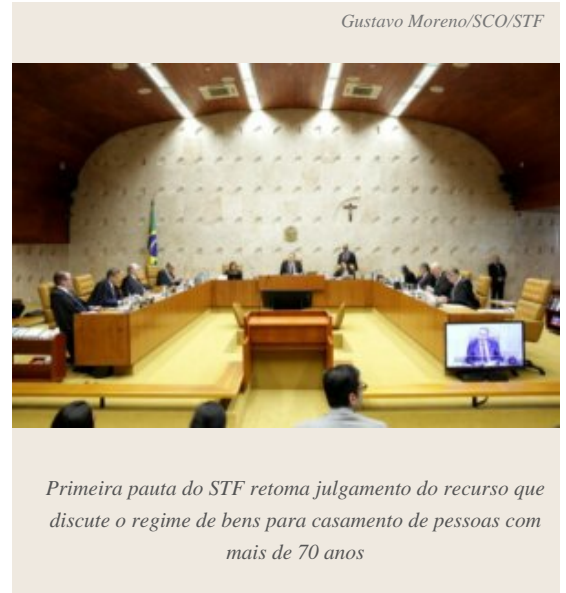 Gustavo Moreno/SCO/STF
Primeira pauta do STF retoma julgamento do recurso que
discute o regime de bens para casamento de pessoas com
mais de 70 anos